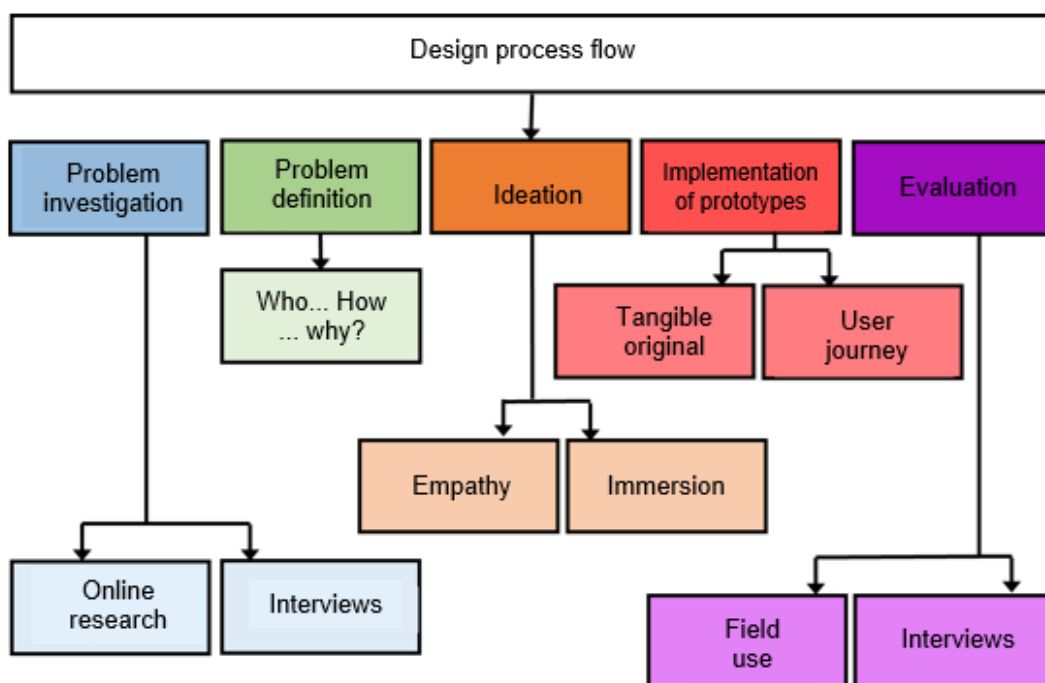 Design process flow
Problem
investigation
Problem
definition
Ideation
Implementation
of prototypes
Evaluation
Who... How
... why?
Tangible
original
User
journey
Empathy
Immersion
Online
research
Interviews
Field
use
Interviews